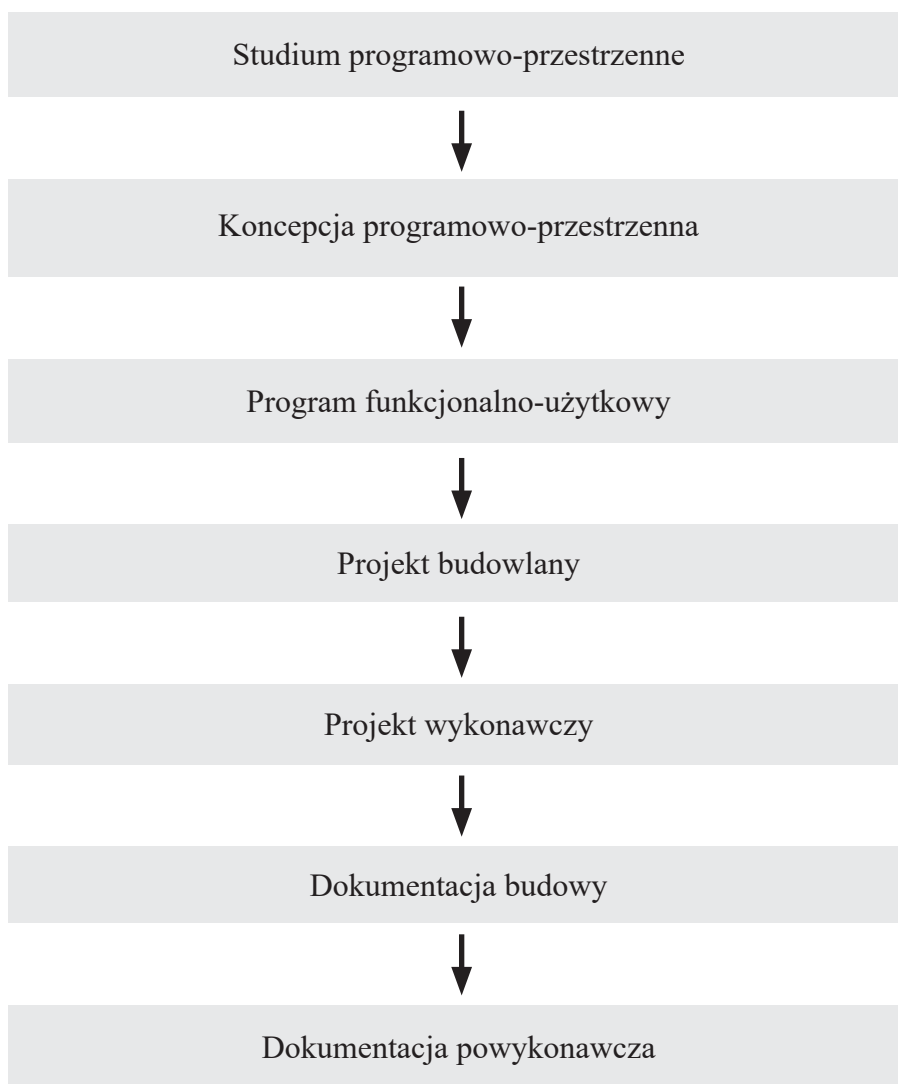 Studium programowo-przestrzenne
Koncepcja programowo-przestrzenna
Program funkcjonalno-użytkowy
Projekt budowlany
Projekt wykonawczy
Dokumentacja budowy
Dokumentacja powykonawcza